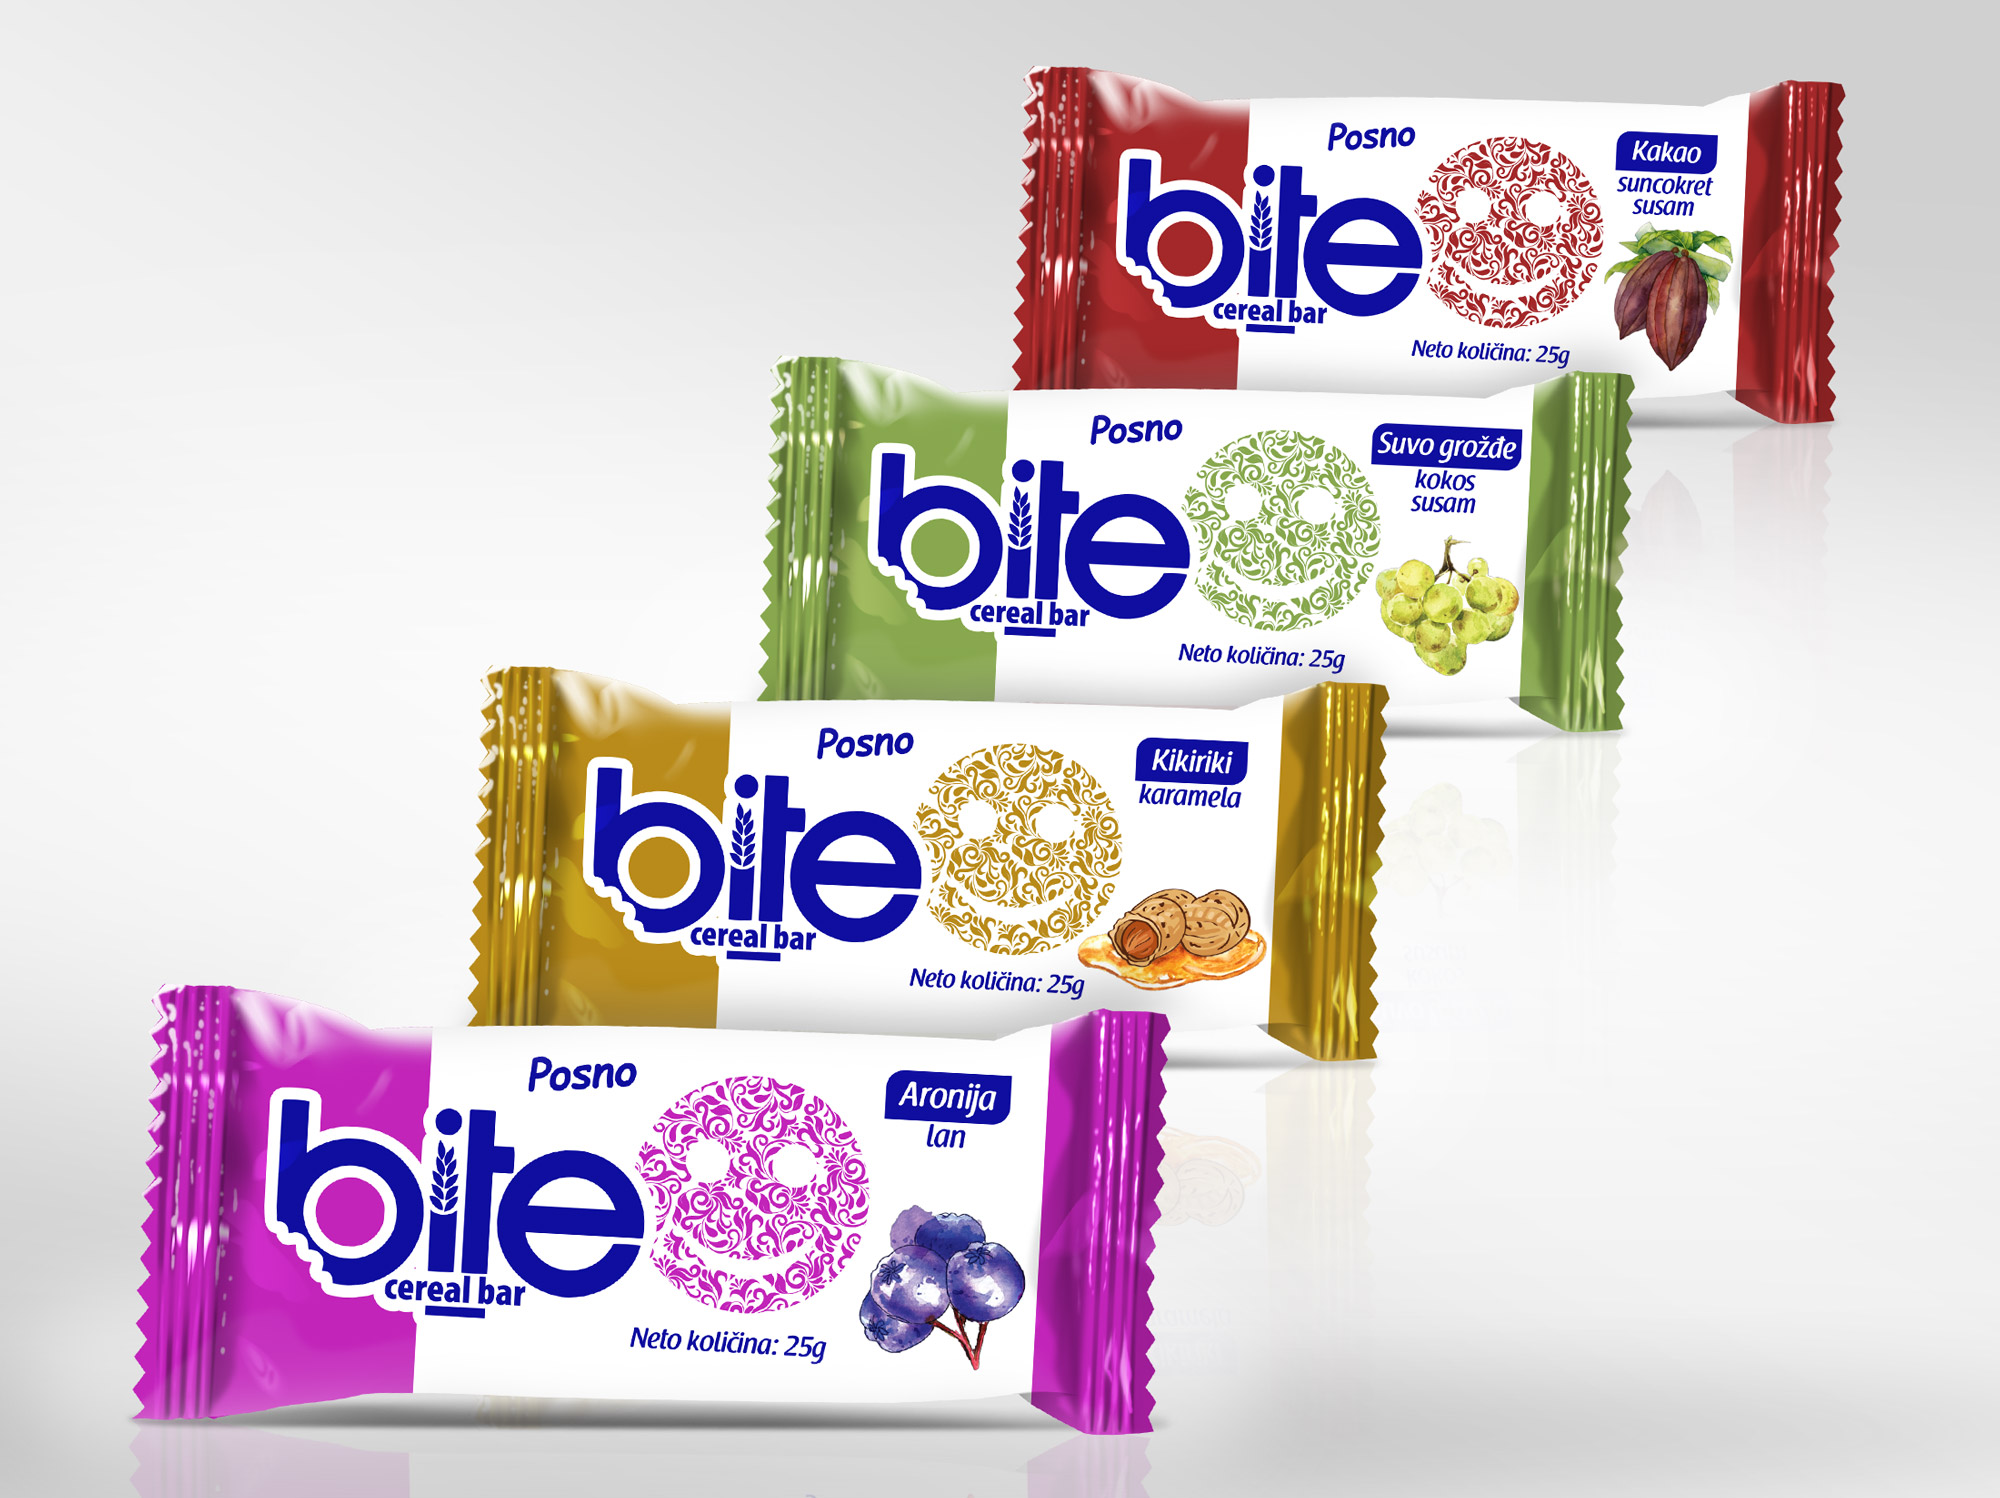 Posno
bite
cereal bar
Kakao
suncokret
susam
Neto količina: 25g
Posno
bite
cereal bar
Suvo grožđe
kokos
susam
Neto količina: 25g
Posno
bite
cereal bar
Kikiriki
karamela
Neto količina: 25g
Posno
bite
cereal bar
Aronija
lan
Neto količina: 25g